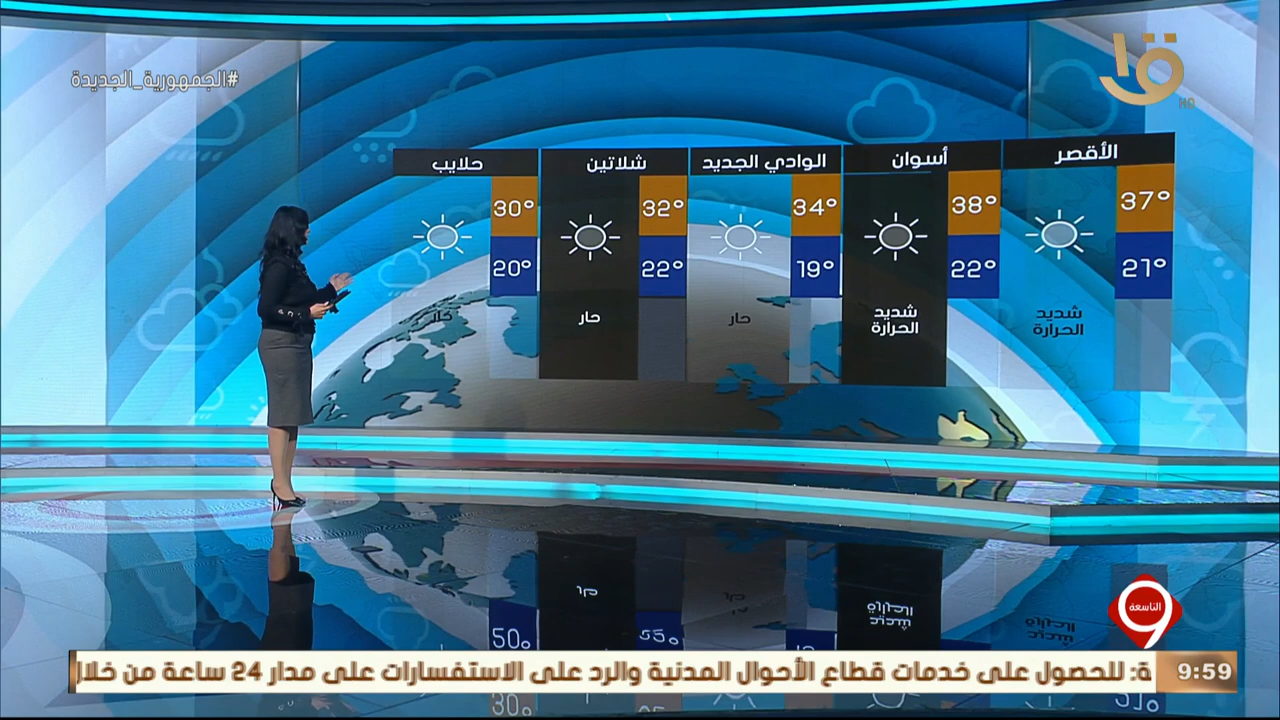 #الجمهورية_الجديدة
HD
الأقصر
37°
21°
شديد
الحرارة
أسوان
38°
22°
شديد
الحرارة
الوادي الجديد
34°
19°
حار
شلاتين
32°
22°
حار
حلايب
30°
20°
حار
التاسعة
9
9:59
ة: للحصول على خدمات قطاع الأحوال المدنية والرد على الاستفسارات على مدار 24 ساعة من خلال